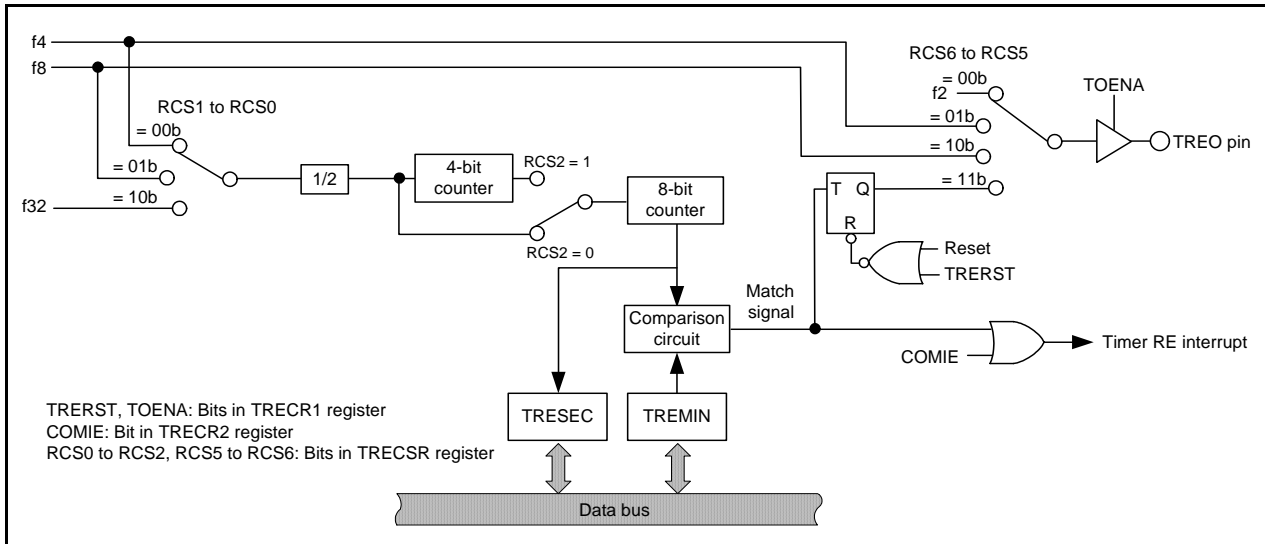 f4
f8
RCS6 to RCS5
= 00b
f2
TOENA
RCS1 to RCS0
= 00b
= 01b
= 10b
TREO pin
= 01b
= 10b
f32
1/2
4-bit
counter
RCS2 = 1
8-bit
counter
= 11b
T Q
R
RCS2 = 0
Reset
TRERST
Match
signal
Comparison
circuit
COMIE
Timer RE interrupt
TRESEC
TREMIN
TRERST, TOENA: Bits in TRECR1 register
COMIE: Bit in TRECR2 register
RCS0 to RCS2, RCS5 to RCS6: Bits in TRECSR register
Data bus